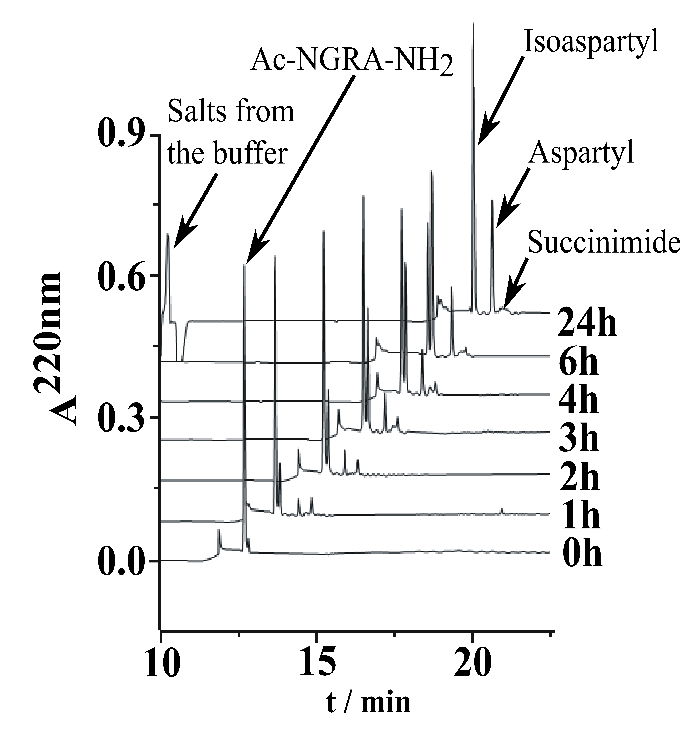 Isoaspartyl
Ac-NGRA-NH2
Salts from
the buffer
Aspartyl
Succinimide
0.9
0.6
0.3
0.0
A220nm
24h
6h
4h
3h
2h
1h
0h
10
15
20
t / min